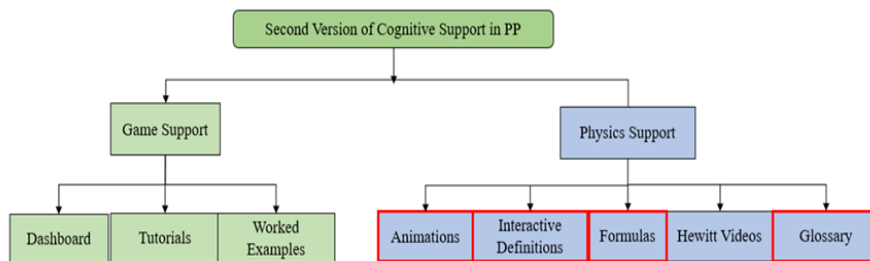 Second Version of Cognitive Support in PP
Game Support
Physics Support
Dashboard
Tutorials
Worked
Examples
Animations
Interactive
Definitions
Formulas
Hewitt Videos
Glossary